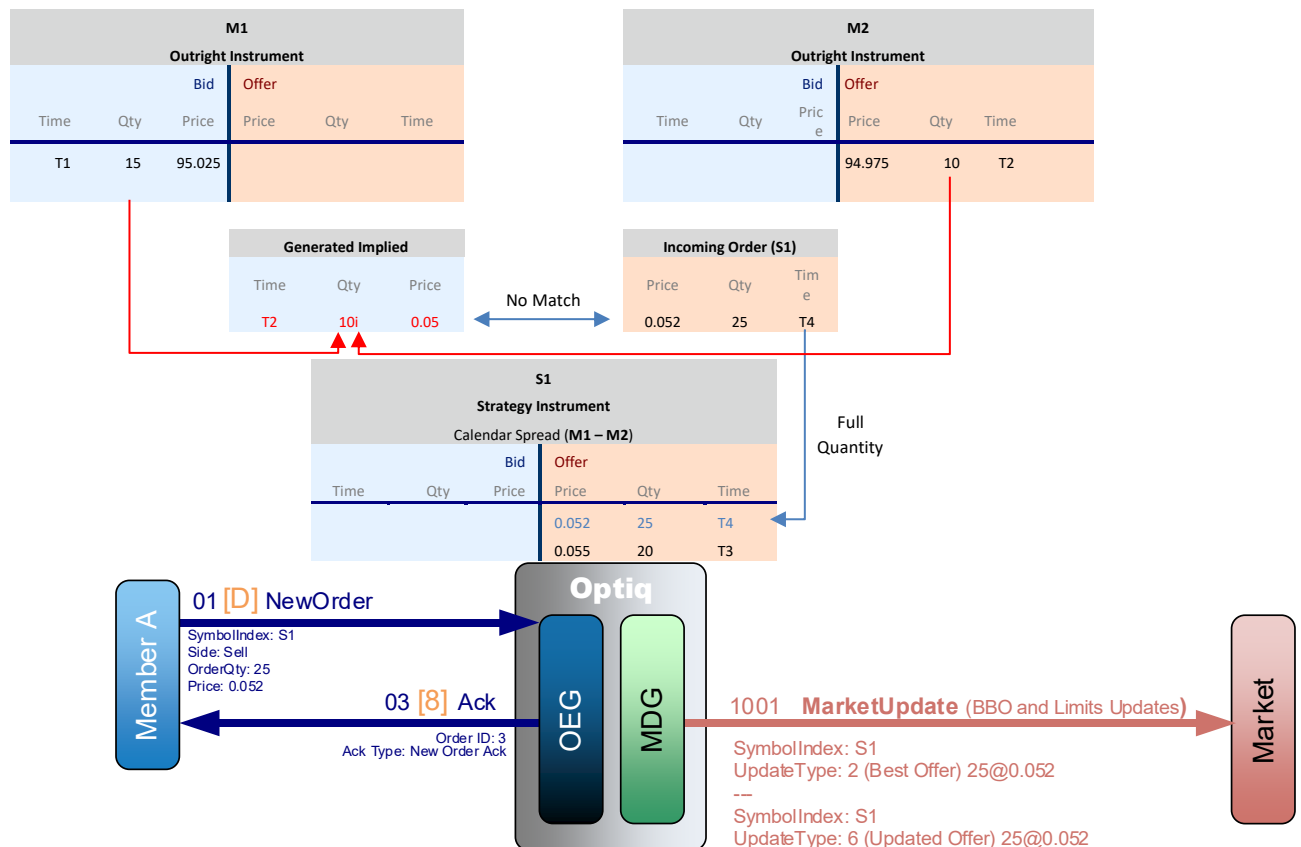 M1
Outright Instrument
Bid Offer
Time Qty Price Price Qty Time
T1 15 95.025
M2
Outright Instrument
Bid Offer
Time Qty Pric
e Price Qty Time
94.975 10 T2
Generated Implied
Time Qty Price
T2 10i 0.05
No Match
Incoming Order (S1)
Price Qty Tim
e
0.052 25 T4
S1
Strategy Instrument
Calendar Spread (M1 – M2)
Bid Offer
Time Qty Price Price Qty Time
0.052 25 T4
0.055 20 T3
Full
Quantity
Member A
01 [D] NewOrder
SymbolIndex: S1
Side: Sell
OrderQty: 25
Price: 0.052
03 [8] Ack
Order ID: 3
Ack Type: New Order Ack
Optiq
OEG
MDG
1001 MarketUpdate (BBO and Limits Updates)
SymbolIndex: S1
UpdateType: 2 (Best Offer) 25@0.052
---
SymbolIndex: S1
UpdateType: 6 (Updated Offer) 25@0.052
Market